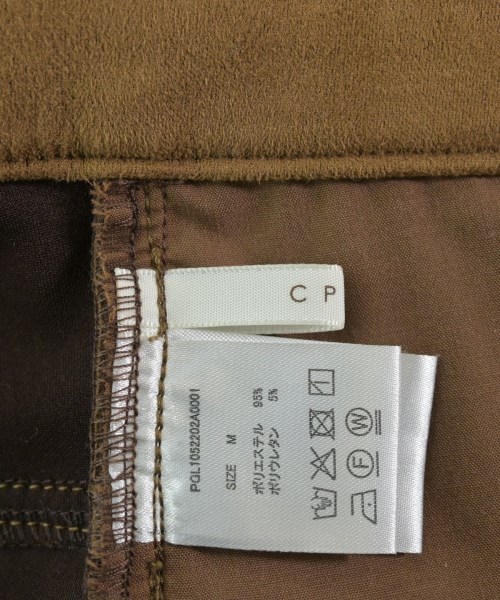 C P
PGL1052202A0001
SIZE M
ポリエステル 95%
ポリウレタン 5%
F W